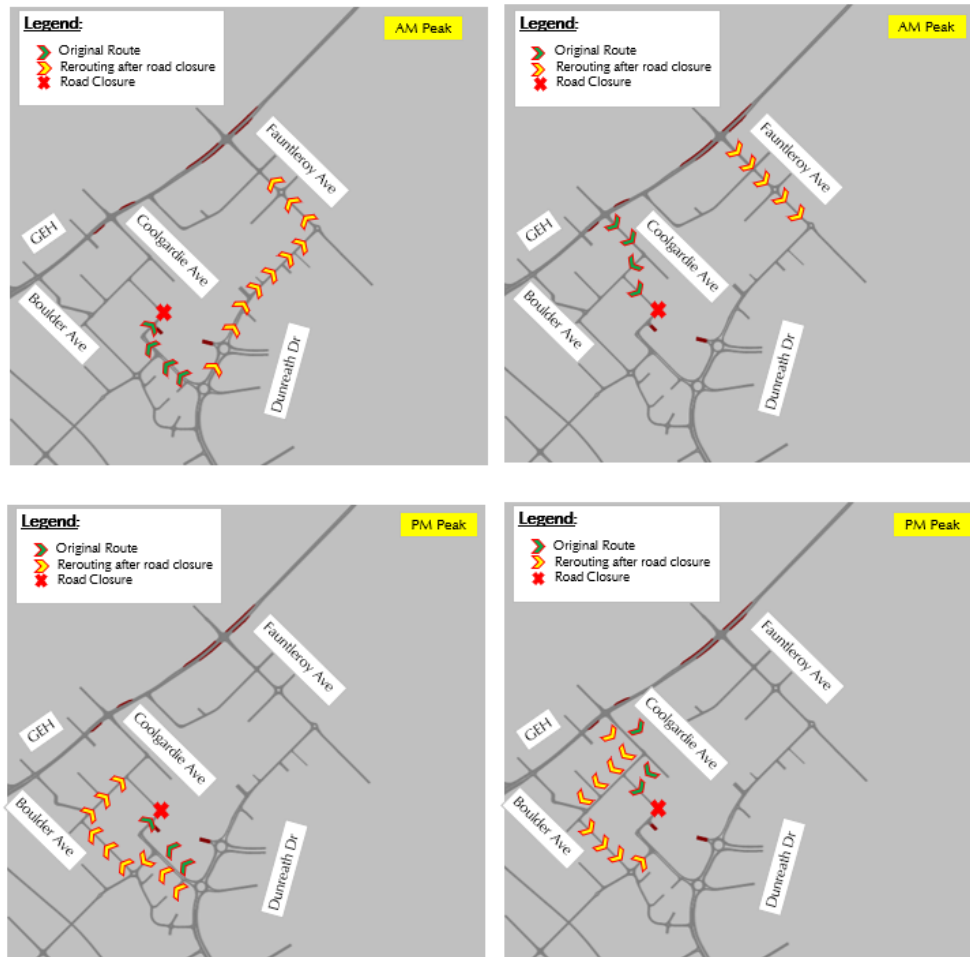 Legend:
Original Route
Rerouting after road closure
Road Closure
AM Peak
Fauntleroy Ave
GEH
Coolgardie Ave
Boulder Ave
Dunreath Dr
Legend:
Original Route
Rerouting after road closure
Road Closure
AM Peak
Fauntleroy Ave
GEH
Coolgardie Ave
Boulder Ave
Dunreath Dr
Legend:
Original Route
Rerouting after road closure
Road Closure
PM Peak
Fauntleroy Ave
GEH
Coolgardie Ave
Boulder Ave
Dunreath Dr
Legend:
Original Route
Rerouting after road closure
Road Closure
PM Peak
Fauntleroy Ave
GEH
Coolgardie Ave
Boulder Ave
Dunreath Dr